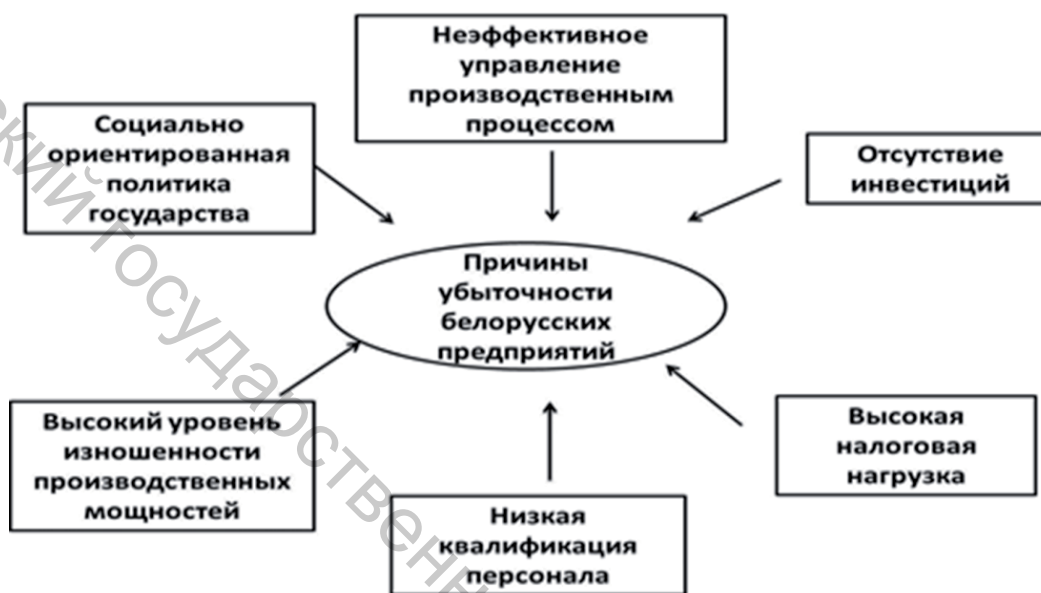 Неэффективное
управление
производственным
процессом
Социально
ориентированная
политика
государства
Отсутствие
инвестиций
Причины
убыточности
белорусских
предприятий
Высокий уровень
изношенности
производственных
мощностей
Низкая
квалификация
персонала
Высокая
налоговая
нагрузка
государственн